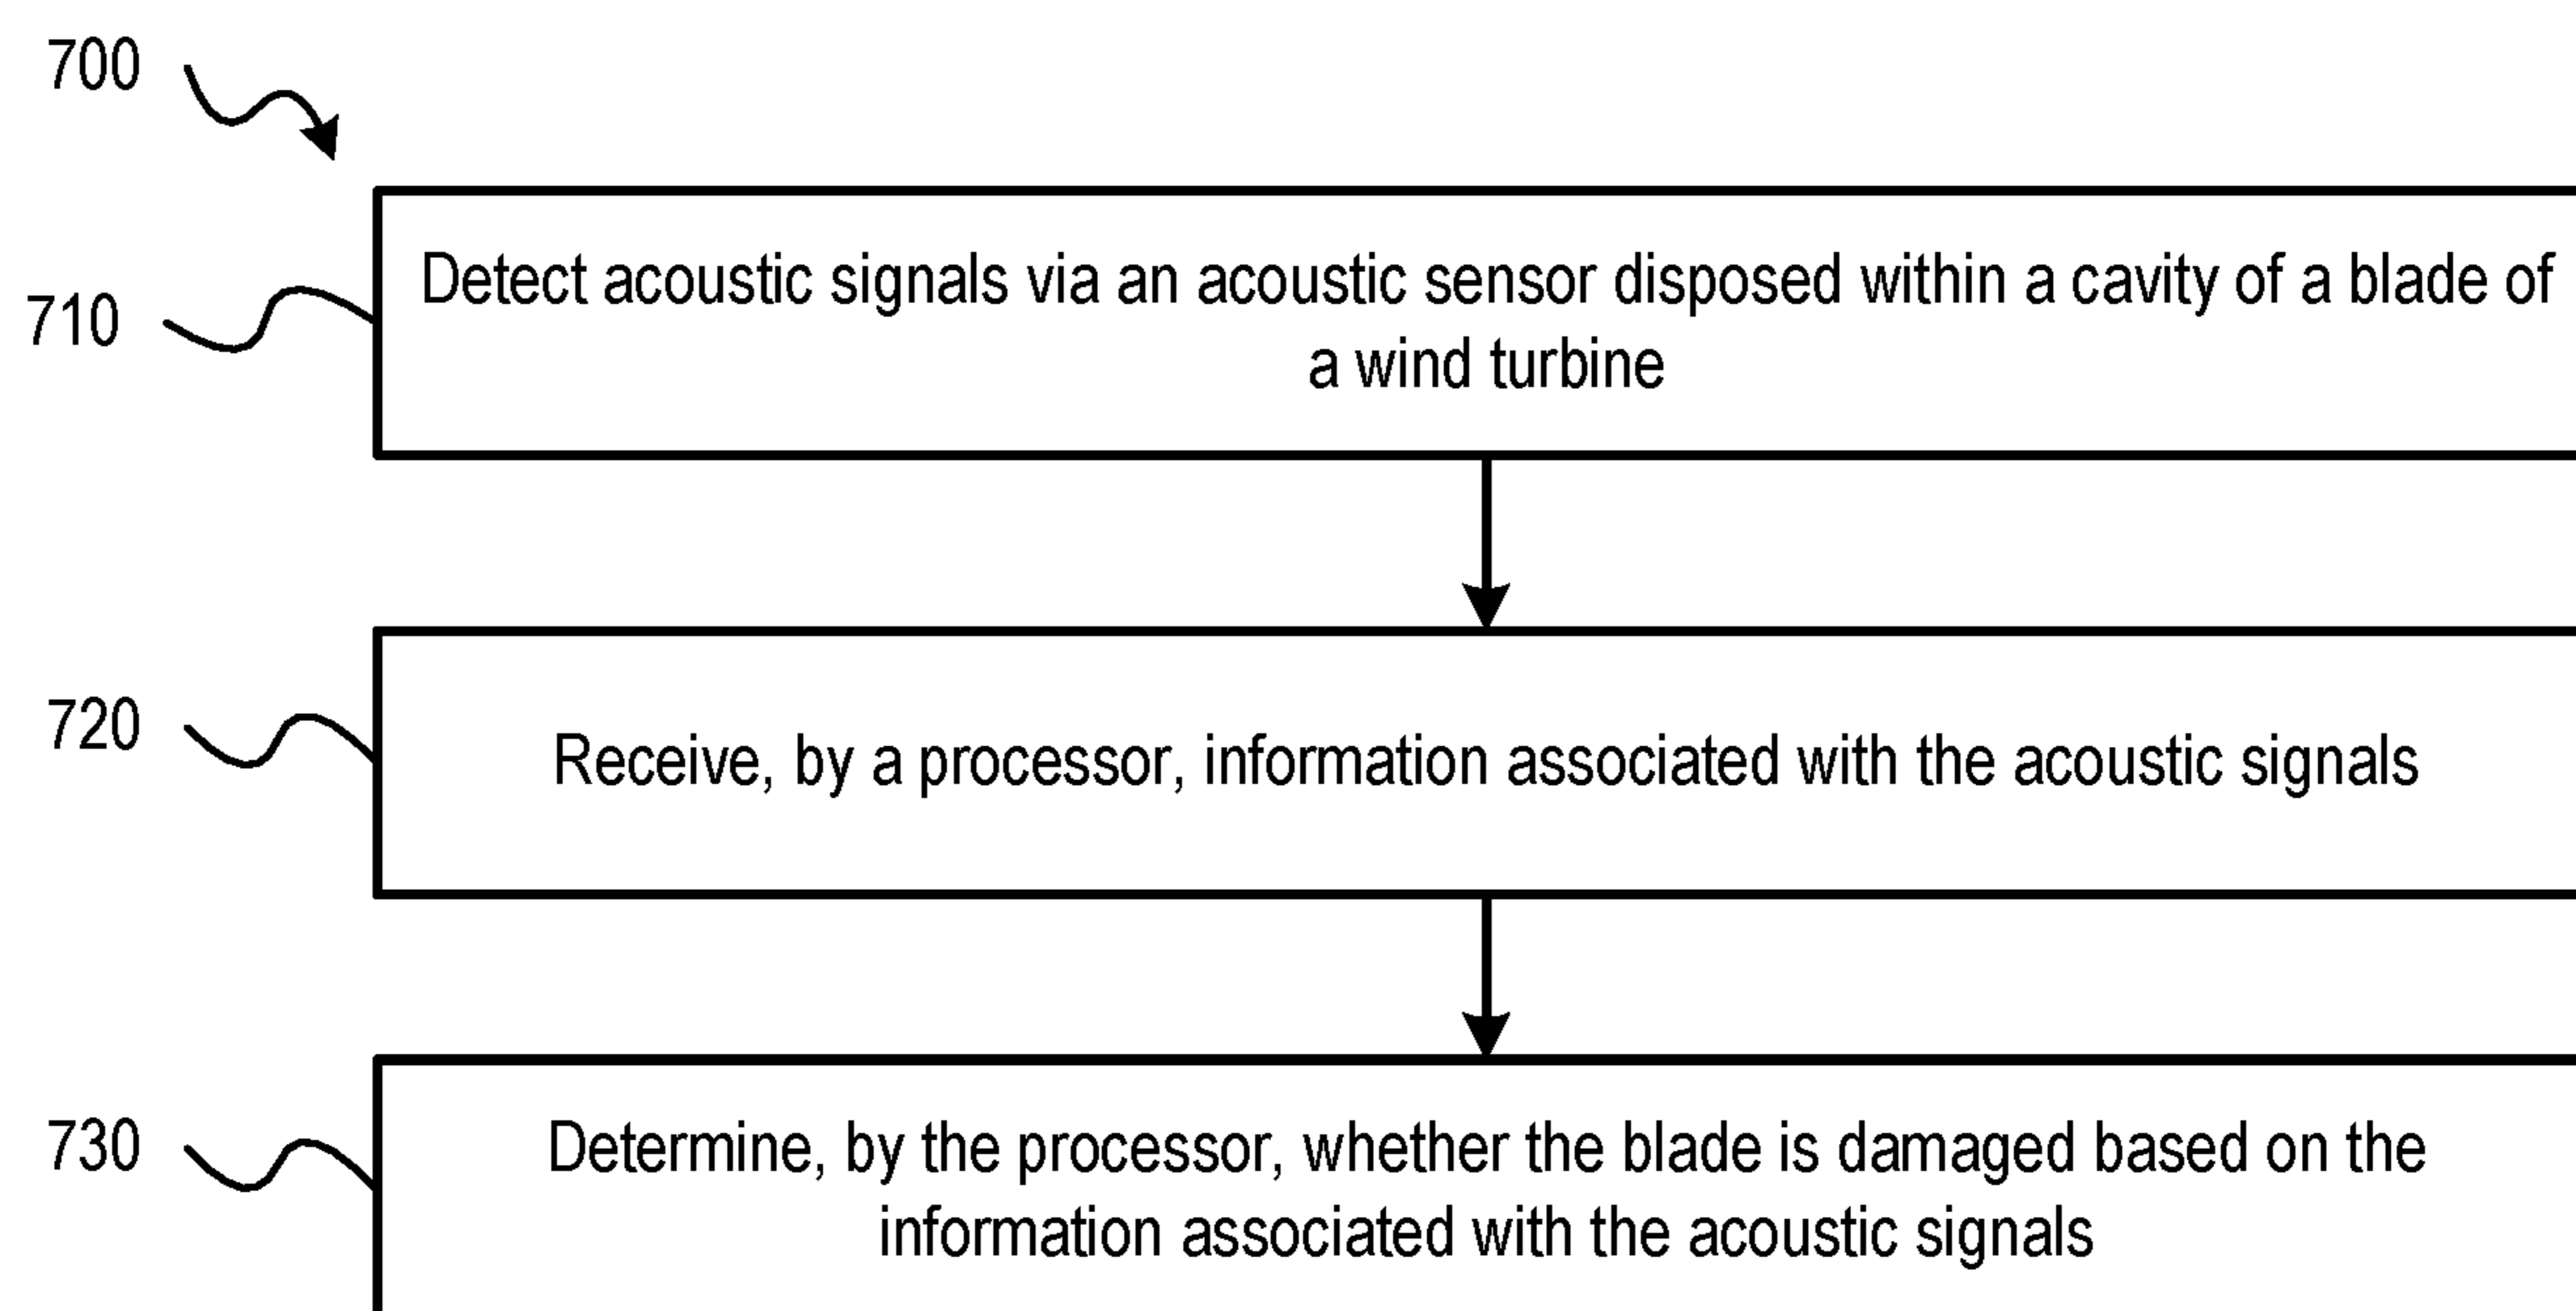 700
710
Detect acoustic signals via an acoustic sensor disposed within a cavity of a blade of
a wind turbine
720
Receive, by a processor, information associated with the acoustic signals
730
Determine, by the processor, whether the blade is damaged based on the
information associated with the acoustic signals